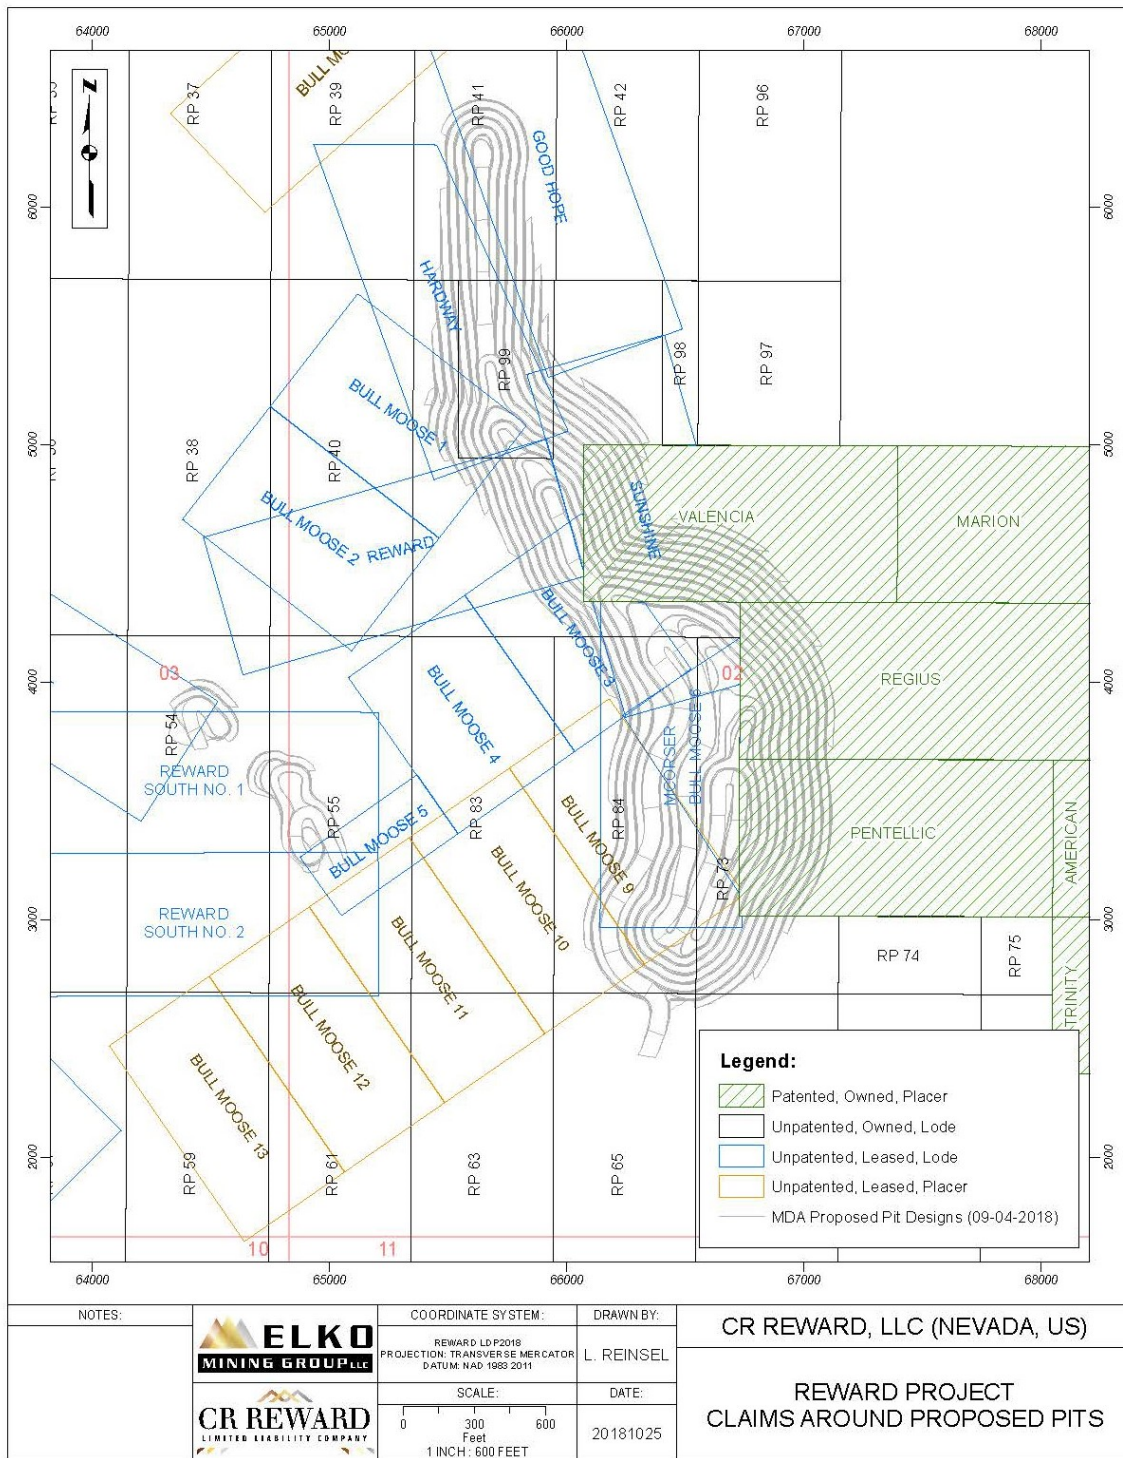 64000
65000
66000
67000
68000
N
RP 37
BULL MO
RP 39
RP 41
RP 42
RP 96
GOOD HOPE
6000
6000
HARDWAY
RP 99
RP 98
RP 97
BULL MOOSE 1
RP 38
RP 40
5000
5000
BULL MOOSE 2
REWARD
SUNSHINE
VALENCIA
MARION
BULL MOOSE 3
03
02
4000
4000
BULL MOOSE 4
REGIUS
RP 54
REWARD
SOUTH NO. 1
MCORSER
BULL MOOSE 6
RP 55
RP 83
RP 84
BULL MOOSE 5
BULL MOOSE 9
PENTELLIC
AMERICAN
RP 73
BULL MOOSE 10
REWARD
SOUTH NO. 2
3000
3000
BULL MOOSE 11
RP 74
RP 75
TRINITY
BULL MOOSE 12
BULL MOOSE 13
RP 59
RP 61
RP 63
RP 65
2000
2000
10
11
Legend:
Patented, Owned, Placer
Unpatented, Owned, Lode
Unpatented, Leased, Lode
Unpatented, Leased, Placer
MDA Proposed Pit Designs (09-04-2018)
64000
65000
66000
67000
68000
NOTES:
ELKO
MINING GROUP LLC
CR REWARD
LIMITED LIABILITY COMPANY
COORDINATE SYSTEM:
REWARD LDP2018
PROJECTION: TRANSVERSE MERCATOR
DATUM: NAD 1983 2011
SCALE:
0 300 600
Feet
1 INCH : 600 FEET
DRAWN BY:
L. REINSEL
DATE:
20181025
CR REWARD, LLC (NEVADA, US)
REWARD PROJECT
CLAIMS AROUND PROPOSED PITS